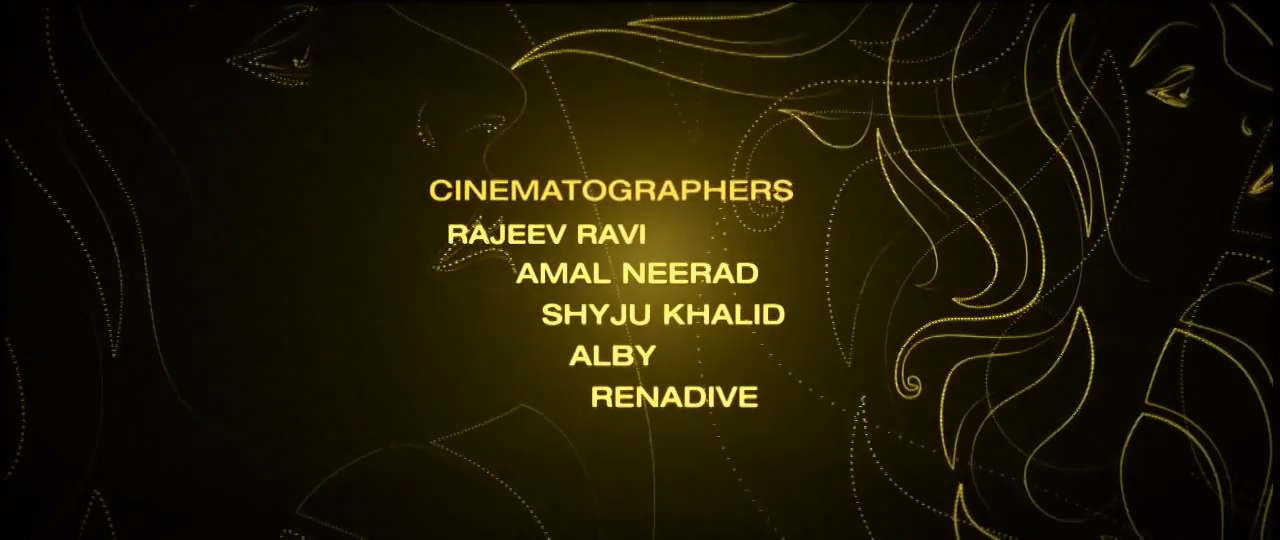 CINEMATOGRAPHERS
RAJEEV RAVI
AMAL NEERAD
SHYJU KHALID
ALBY
RENADIVE